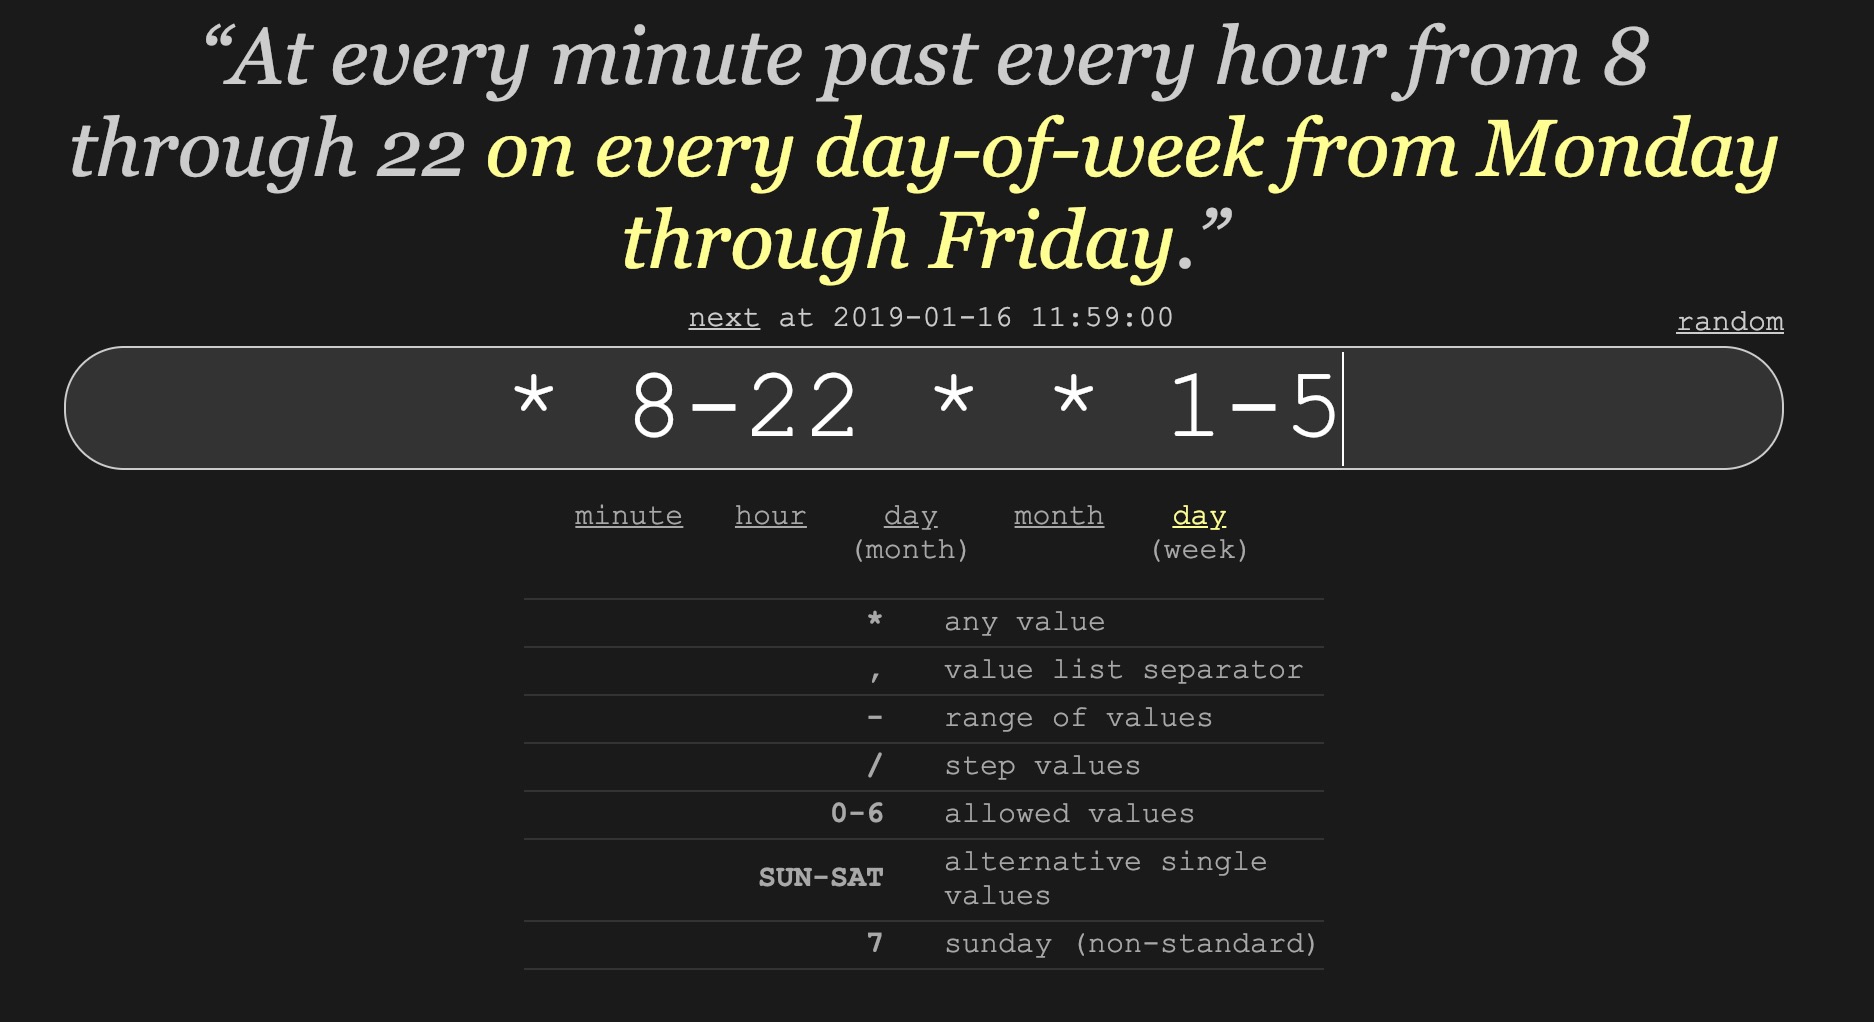 “At every minute past every hour from 8
through 22 on every day-of-week from Monday
through Friday.”
next at 2019-01-16 11:59:00
random
* 8-22 * * 1-5
minute hour day month day
(month) (week)
* any value
, value list separator
- range of values
/ step values
0-6 allowed values
SUN-SAT alternative single
values
7 sunday (non-standard)